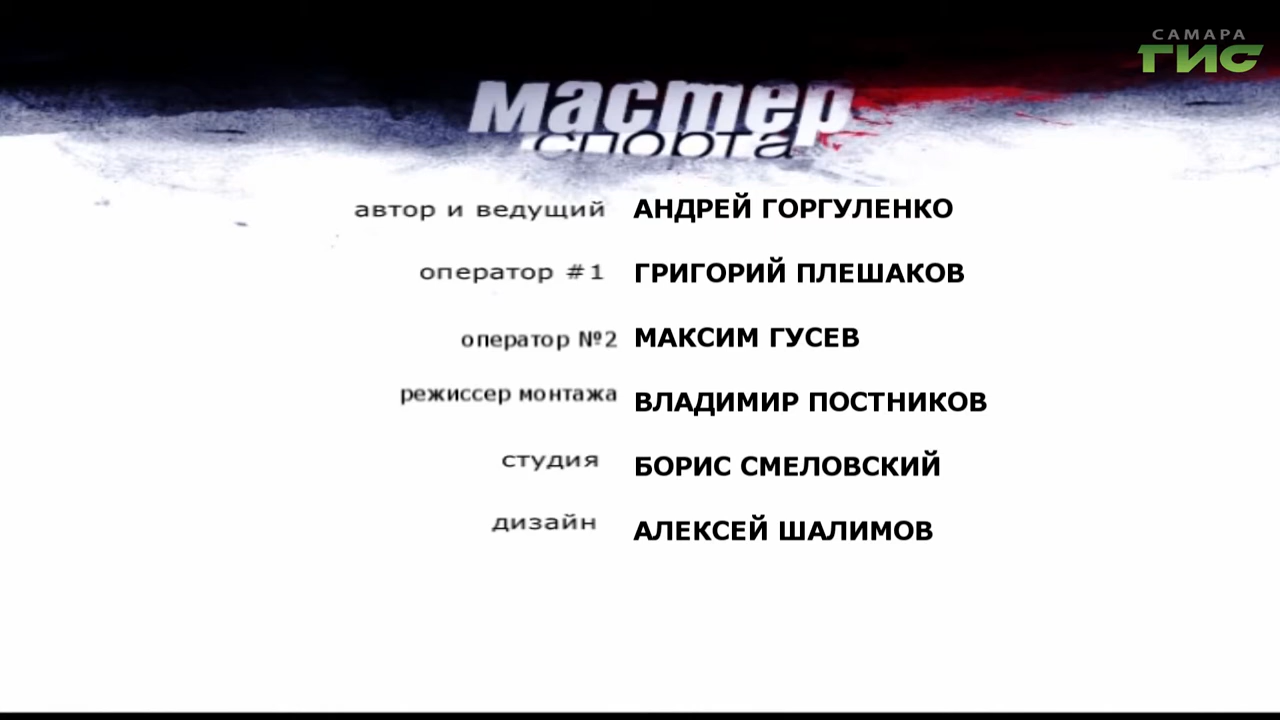 САМАРА
ГИС
мастер
спорта
автор и ведущий АНДРЕЙ ГОРГУЛЕНКО
оператор #1 ГРИГОРИЙ ПЛЕШАКОВ
оператор №2 МАКСИМ ГУСЕВ
режиссер монтажа ВЛАДИМИР ПОСТНИКОВ
студия БОРИС СМЕЛОВСКИЙ
дизайн АЛЕКСЕЙ ШАЛИМОВ